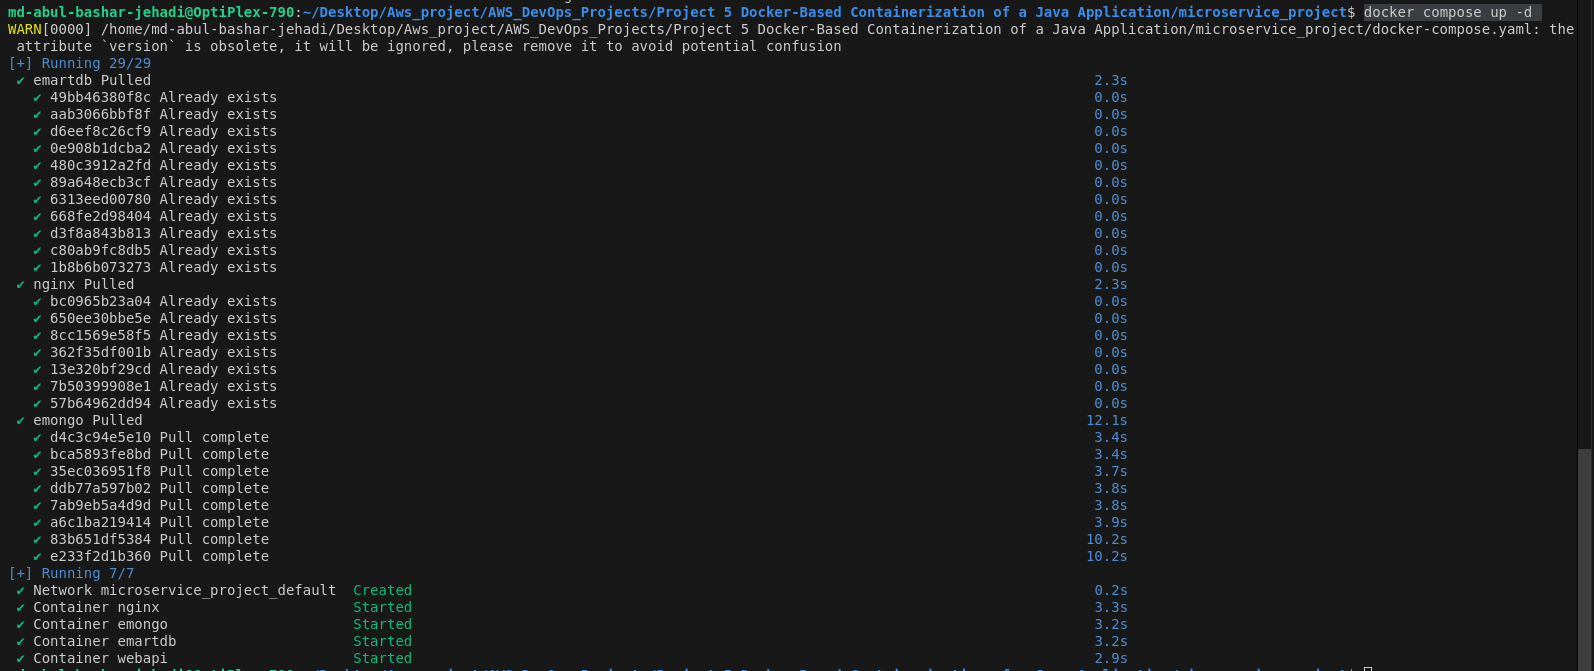 md-abul-bashar-jehadi@OptiPlex-790:~/Desktop/Aws_project/AWS_DevOps_Projects/Project 5 Docker-Based Containerization of a Java Application/microservice_project$ docker compose up -d
WARN[0000] /home/md-abul-bashar-jehadi/Desktop/Aws_project/AWS_DevOps_Projects/Project 5 Docker-Based Containerization of a Java Application/microservice_project/docker-compose.yaml: the
attribute `version` is obsolete, it will be ignored, please remove it to avoid potential confusion
[+] Running 29/29
✔ emartdb Pulled 2.3s
✔ 49bb46380f8c Already exists 0.0s
✔ aab3066bbf8f Already exists 0.0s
✔ d6eef8c26cf9 Already exists 0.0s
✔ 0e908b1dcba2 Already exists 0.0s
✔ 480c3912a2fd Already exists 0.0s
✔ 89a648ecb3cf Already exists 0.0s
✔ 6313eed00780 Already exists 0.0s
✔ 668fe2d98404 Already exists 0.0s
✔ d3f8a843b813 Already exists 0.0s
✔ c80ab9fc8db5 Already exists 0.0s
✔ 1b8b6b073273 Already exists 0.0s
✔ nginx Pulled 2.3s
✔ bc0965b23a04 Already exists 0.0s
✔ 650ee30bbe5e Already exists 0.0s
✔ 8cc1569e58f5 Already exists 0.0s
✔ 362f35df001b Already exists 0.0s
✔ 13e320bf29cd Already exists 0.0s
✔ 7b50399908e1 Already exists 0.0s
✔ 57b64962dd94 Already exists 0.0s
✔ emongo Pulled 12.1s
✔ d4c3c94e5e10 Pull complete 3.4s
✔ bca5893fe8bd Pull complete 3.4s
✔ 35ec036951f8 Pull complete 3.7s
✔ ddb77a597b02 Pull complete 3.8s
✔ 7ab9eb5a4d9d Pull complete 3.8s
✔ a6c1ba219414 Pull complete 3.9s
✔ 83b651df5384 Pull complete 10.2s
✔ e233f2d1b360 Pull complete 10.2s
[+] Running 7/7
✔ Network microservice_project_default Created 0.2s
✔ Container nginx Started 3.3s
✔ Container emongo Started 3.2s
✔ Container emartdb Started 3.2s
✔ Container webapi Started 2.9s